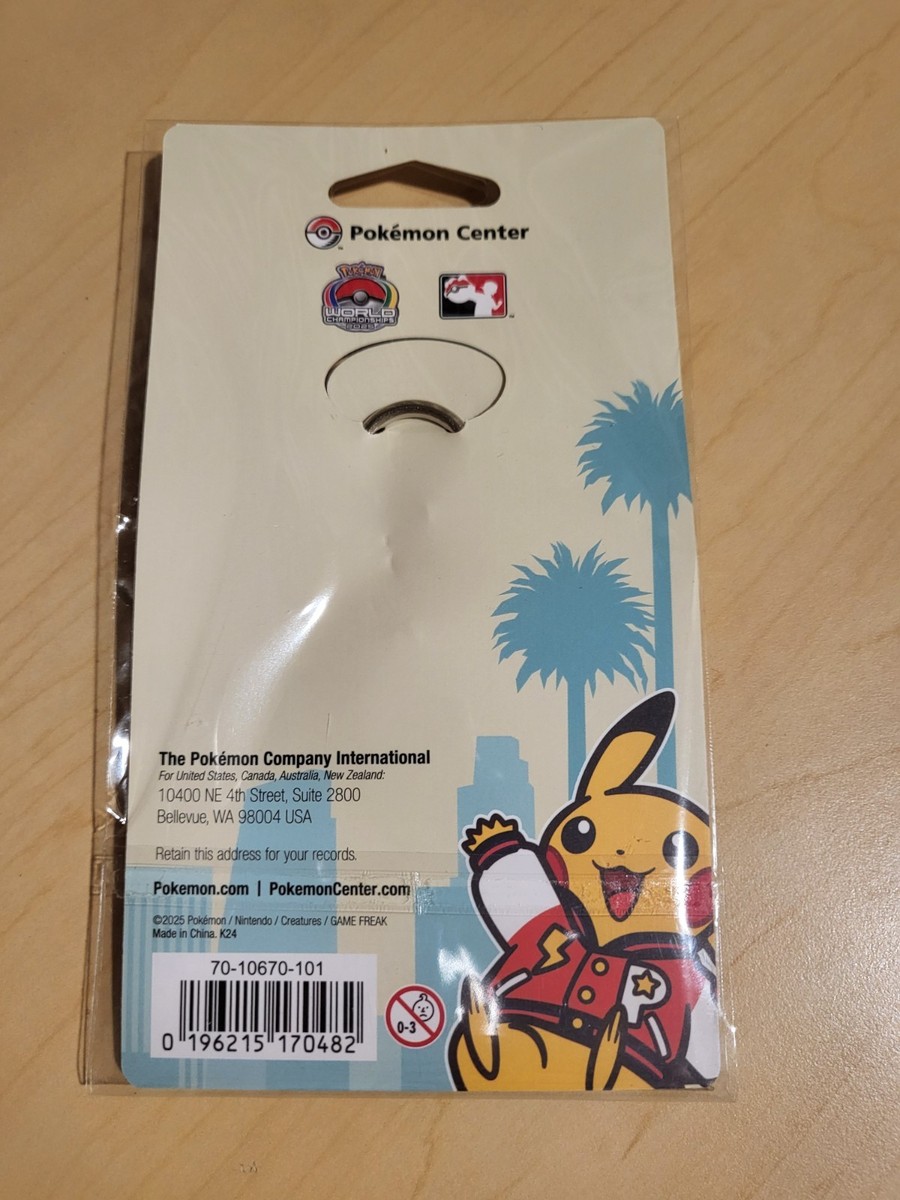 Pokémon Center
Pokémon
WORLD
CHAMPIONSHIPS
2025
The Pokémon Company International
For United States, Canada, Australia, New Zealand:
10400 NE 4th Street, Suite 2800
Bellevue, WA 98004 USA
Retain this address for your records.
Pokemon.com | PokemonCenter.com
©2025 Pokémon / Nintendo / Creatures / GAME FREAK
Made in China. K24
70-10670-101
0 196215 170482
0-3